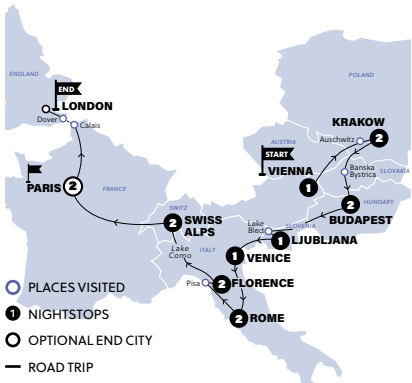 ENGLAND
END
LONDON
Dover
Calais
POLAND
KRAKOW
2
Auschwitz
AUSTRIA
START
VIENNA
1
Banska
Bystrica
SLOVAKIA
PARIS
2
FRANCE
HUNGARY
2
BUDAPEST
SWITZ
2
SWISS
ALPS
Lake
Bled
SLOVENIA
1
LJUBLJANA
Lake
Como
ITALY
1
VENICE
Pisa
2
FLORENCE
2
ROME
PLACES VISITED
1
NIGHTSTOPS
OPTIONAL END CITY
ROAD TRIP